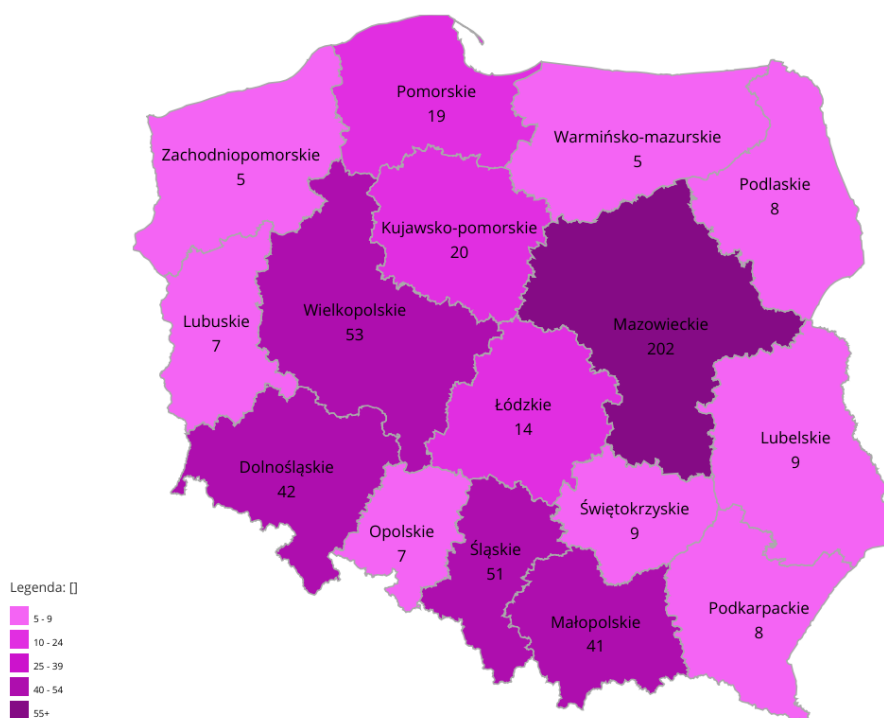 Pomorskie
19
Warmińsko-mazurskie
5
Zachodniopomorskie
5
Podlaskie
8
Kujawsko-pomorskie
20
Wielkopolskie
53
Lubuskie
7
Mazowieckie
202
Łódzkie
14
Lubelskie
9
Dolnośląskie
42
Świętokrzyskie
9
Opolskie
7
Śląskie
51
Małopolskie
41
Podkarpackie
8
Legenda: []
5 - 9
10 - 24
25 - 39
40 - 54
55+